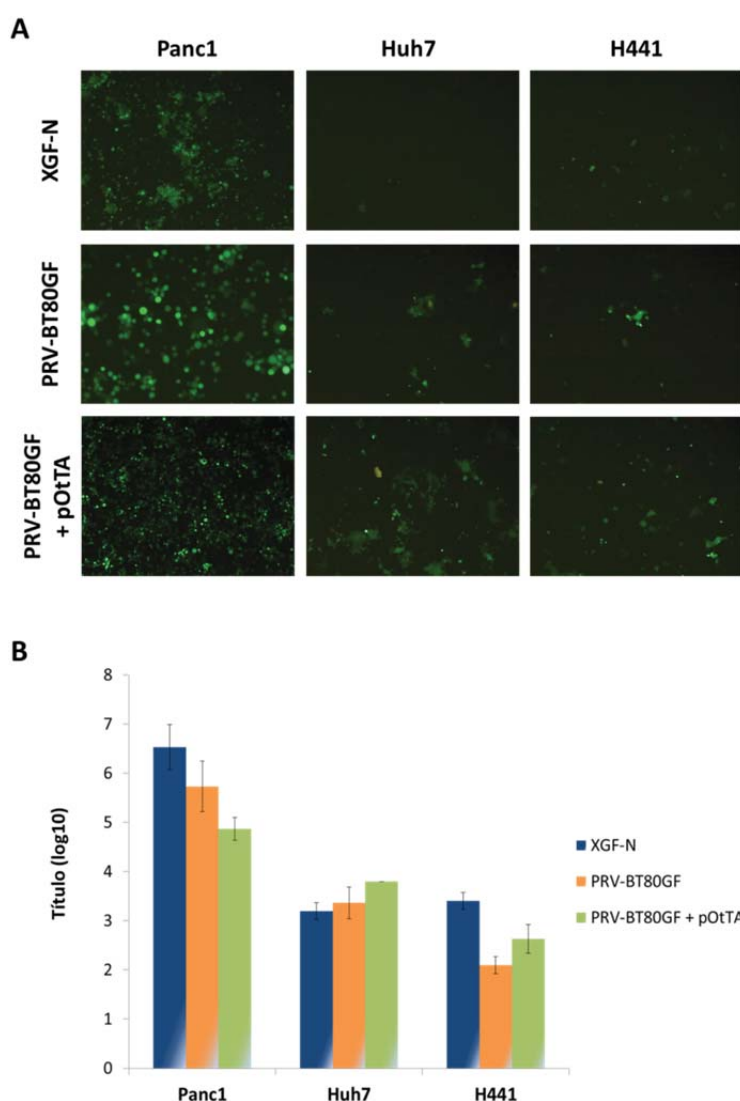 A
Panc1 Huh7 H441
XGF-N
PRV-BT80GF
PRV-BT80GF
+ pOtTA
B
8
7
6
5
4
3
2
1
0
Título (log10)
Panc1 Huh7 H441
XGF-N
PRV-BT80GF
PRV-BT80GF + pOtTA